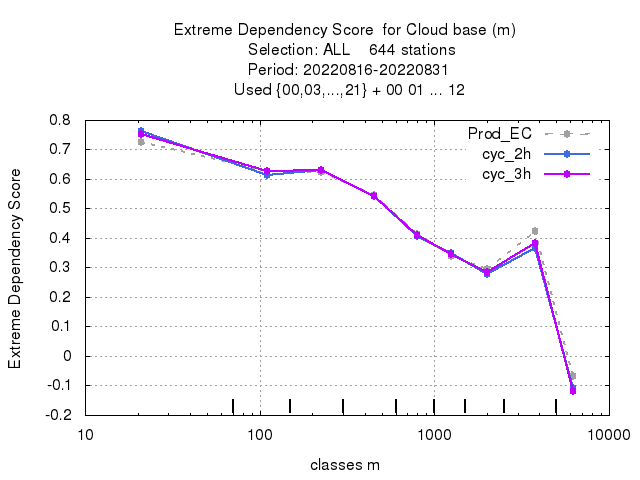 Extreme Dependency Score  for Cloud base (m)
Selection: ALL    644 stations
Period: 20220816-20220831
Used {00,03,...,21} + 00 01 ... 12
Prod_EC
cyc_2h
cyc_3h
Extreme Dependency Score
0.8
0.7
0.6
0.5
0.4
0.3
0.2
0.1
0
-0.1
-0.2
10
100
1000
10000
classes m